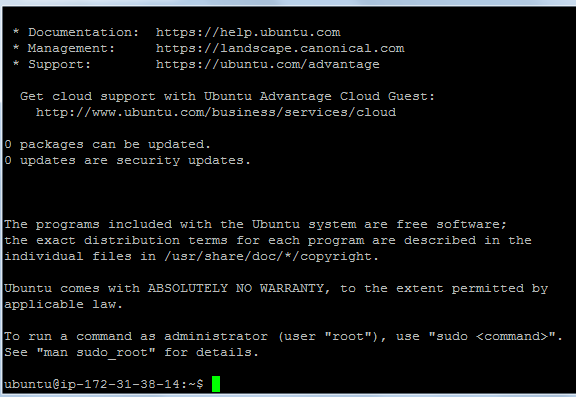 * Documentation:  https://help.ubuntu.com
* Management:     https://landscape.canonical.com
* Support:        https://ubuntu.com/advantage
Get cloud support with Ubuntu Advantage Cloud Guest:
http://www.ubuntu.com/business/services/cloud
0 packages can be updated.
0 updates are security updates.
The programs included with the Ubuntu system are free software;
the exact distribution terms for each program are described in the
individual files in /usr/share/doc/*/copyright.
Ubuntu comes with ABSOLUTELY NO WARRANTY, to the extent permitted by
applicable law.
To run a command as administrator (user "root"), use "sudo <command>".
See "man sudo_root" for details.
ubuntu@ip-172-31-38-14:~$